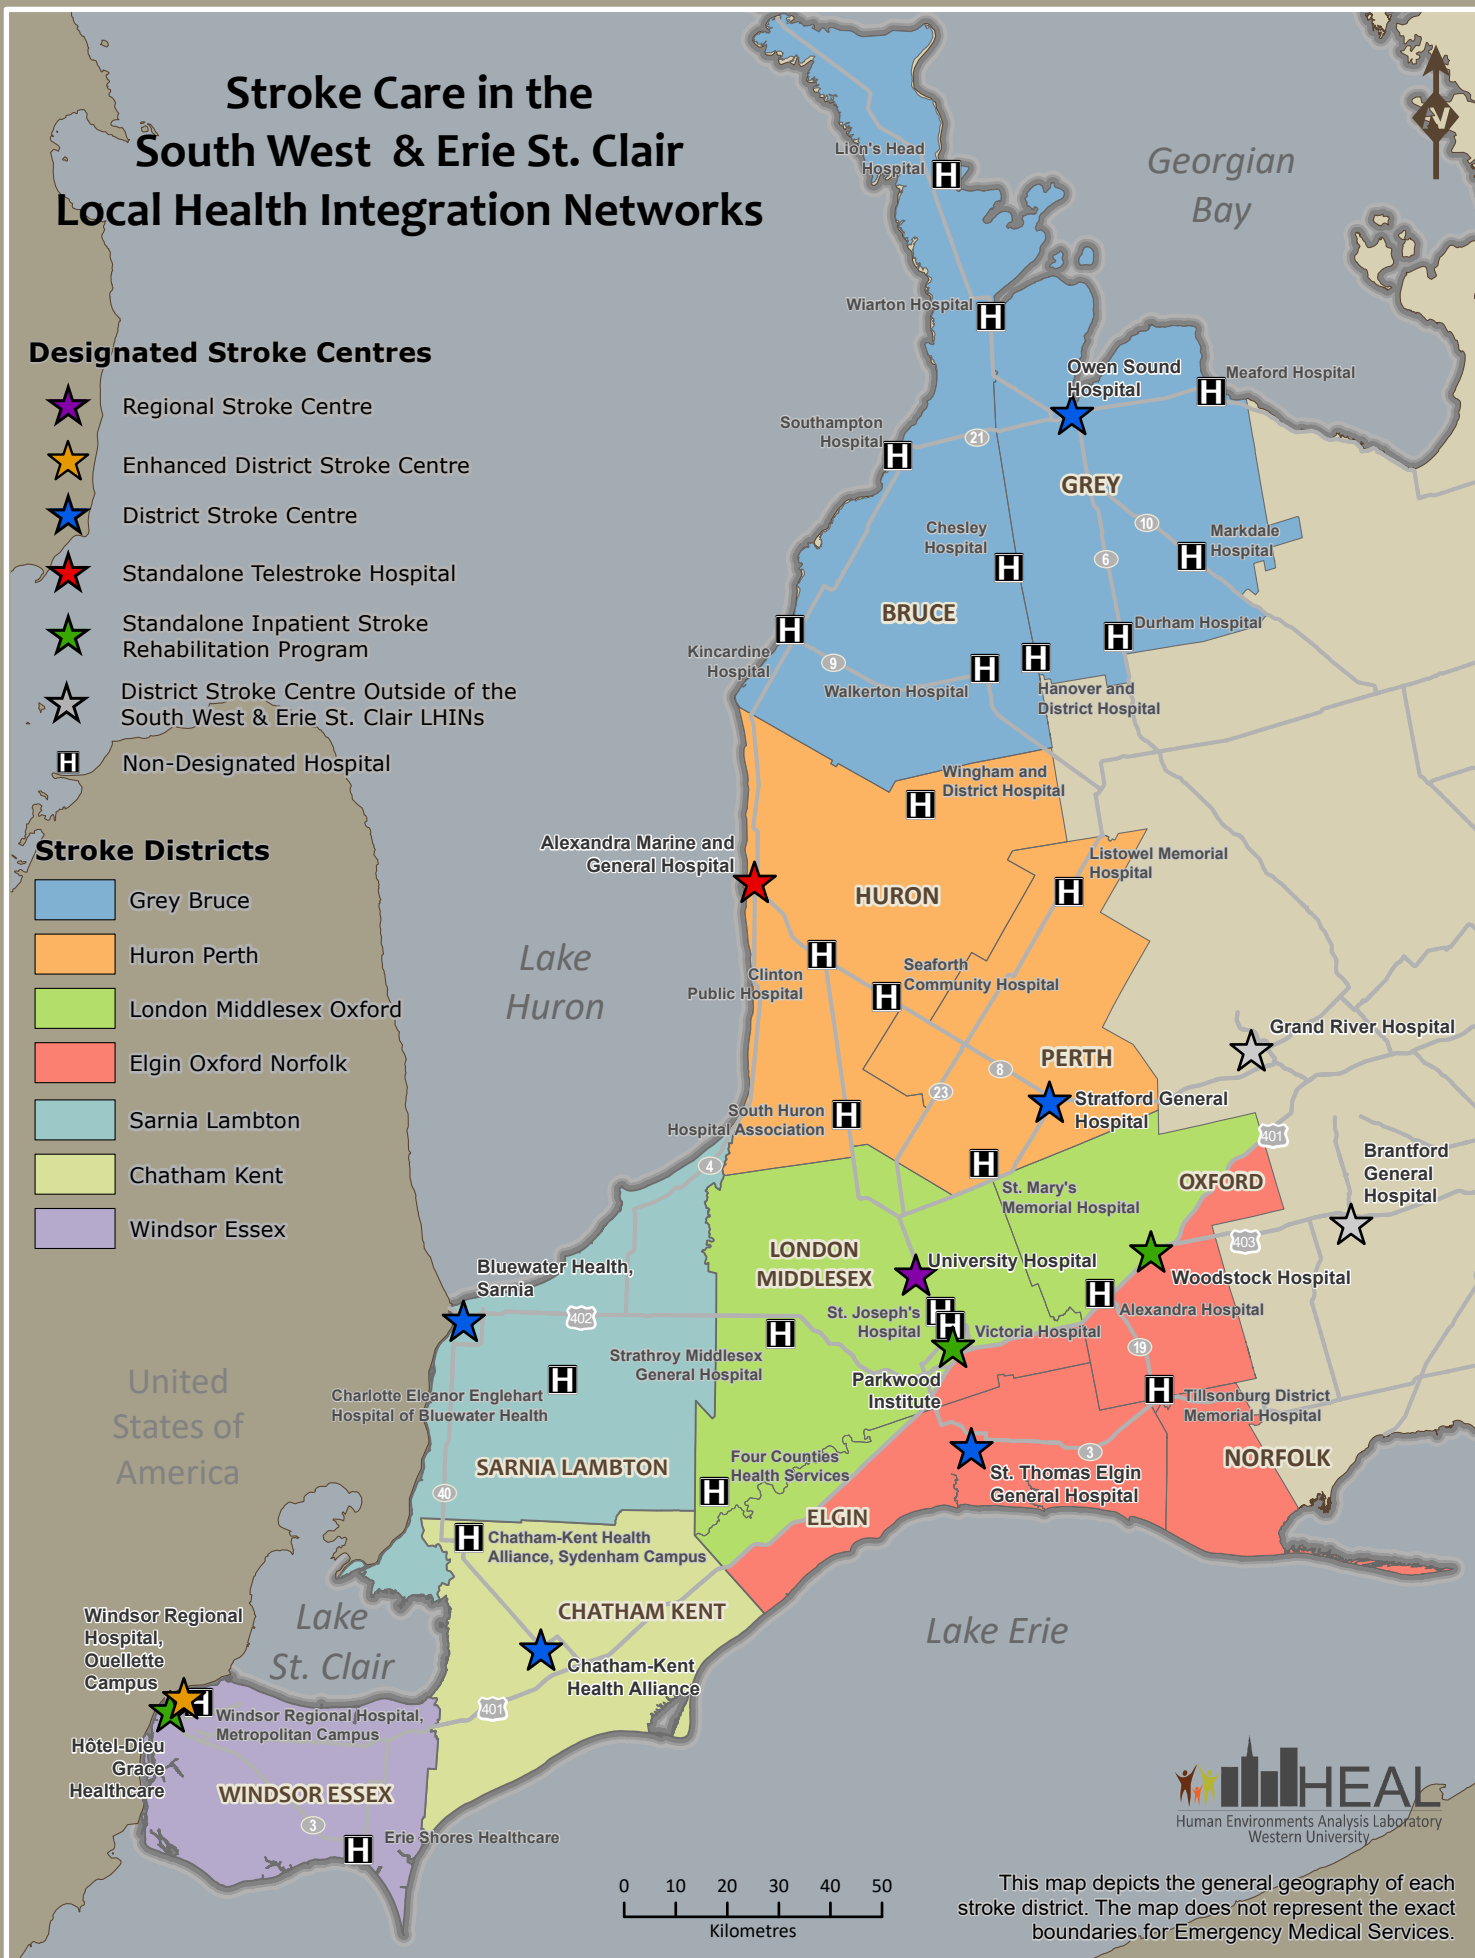 Stroke Care in the
South West & Erie St. Clair
Local Health Integration Networks
Georgian
Bay
N
Designated Stroke Centres
Regional Stroke Centre
Enhanced District Stroke Centre
District Stroke Centre
Standalone Telestroke Hospital
Standalone Inpatient Stroke
Rehabilitation Program
District Stroke Centre Outside of the
South West & Erie St. Clair LHINs
H
Non-Designated Hospital
Stroke Districts
Grey Bruce
Huron Perth
London Middlesex Oxford
Elgin Oxford Norfolk
Sarnia Lambton
Chatham Kent
Windsor Essex
Lion's Head
Hospital
H
Wiarton Hospital
H
Owen Sound
Hospital
Meaford Hospital
H
Southampton
Hospital
H
21
GREY
10
6
Chesley
Hospital
H
Markdale
Hospital
H
BRUCE
Durham Hospital
H
Kincardine
Hospital
H
9
Walkerton Hospital
H
Hanover and
District Hospital
H
Wingham and
District Hospital
H
Alexandra Marine and
General Hospital
HURON
Listowel Memorial
Hospital
H
Lake
Huron
Clinton
Public Hospital
H
Seaforth
Community Hospital
H
Grand River Hospital
PERTH
8
23
Stratford General
Hospital
South Huron
Hospital Association
H
401
4
St. Mary's
Memorial Hospital
H
OXFORD
Brantford
General
Hospital
403
LONDON
MIDDLESEX
University Hospital
Woodstock Hospital
Bluewater Health,
Sarnia
402
St. Joseph's
Hospital
H
Victoria Hospital
H
Alexandra Hospital
H
19
Strathroy Middlesex
General Hospital
H
Parkwood
Institute
Charlotte Eleanor Englehart
Hospital of Bluewater Health
H
Tillsonburg District
Memorial Hospital
H
United
States of
America
SARNIA LAMBTON
Four Counties
Health Services
H
3
NORFOLK
St. Thomas Elgin
General Hospital
40
ELGIN
Chatham-Kent Health
Alliance, Sydenham Campus
H
CHATHAM KENT
Lake
St. Clair
Lake Erie
Windsor Regional
Hospital,
Ouellette
Campus
Chatham-Kent
Health Alliance
401
H
Windsor Regional Hospital,
Metropolitan Campus
Hôtel-Dieu
Grace
Healthcare
WINDSOR ESSEX
3
Erie Shores Healthcare
H
HEAL
Human Environments Analysis Laboratory
Western University
0 10 20 30 40 50
Kilometres
This map depicts the general geography of each
stroke district. The map does not represent the exact
boundaries for Emergency Medical Services.